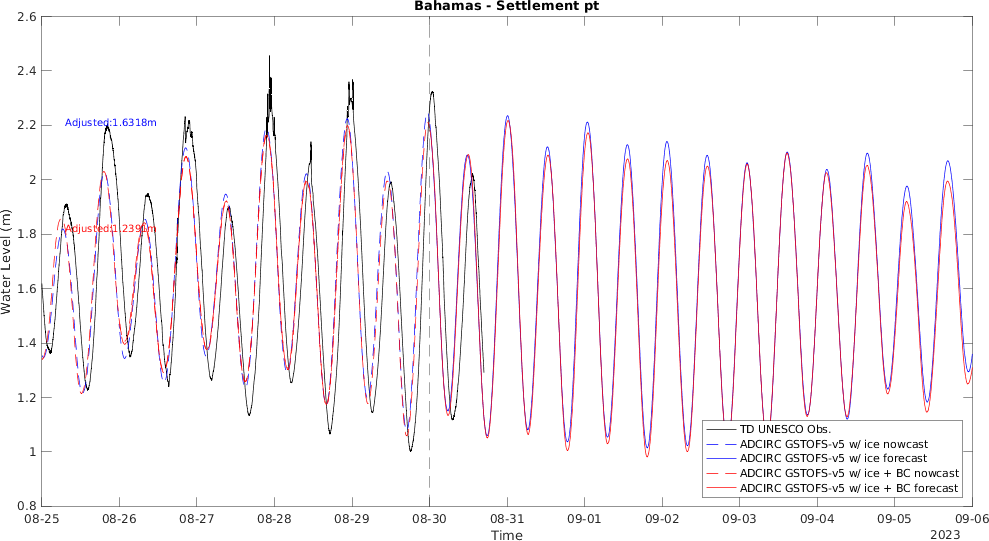 Bahamas - Settlement pt
2.6
2.4
2.2
2
1.8
1.6
1.4
1.2
1
0.8
Water Level (m)
Adjusted:1.6318m
Adjusted:1.2391m
TD UNESCO Obs.
ADCIRC GSTOFS-v5 w/ ice nowcast
ADCIRC GSTOFS-v5 w/ ice forecast
ADCIRC GSTOFS-v5 w/ ice + BC nowcast
ADCIRC GSTOFS-v5 w/ ice + BC forecast
08-25 08-26 08-27 08-28 08-29 08-30 08-31 09-01 09-02 09-03 09-04 09-05 09-06
Time
2023